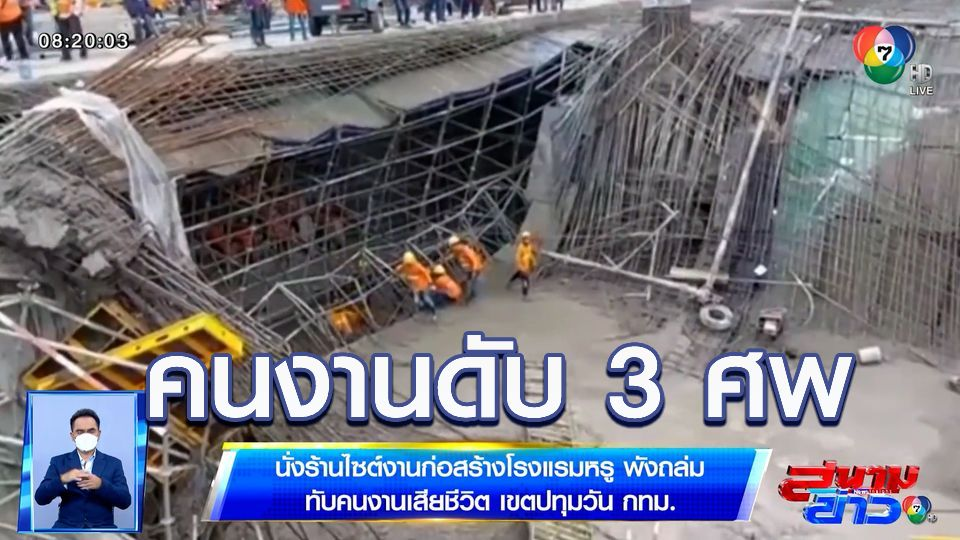 08:20:03
7
HD
LIVE
คนงานดับ 3 ศพ
นั่งร้านไซต์งานก่อสร้างโรงแรมหรู พังถล่ม
ทับคนงานเสียชีวิต เขตปทุมวัน กทม.
สนาม
ข่าว 7